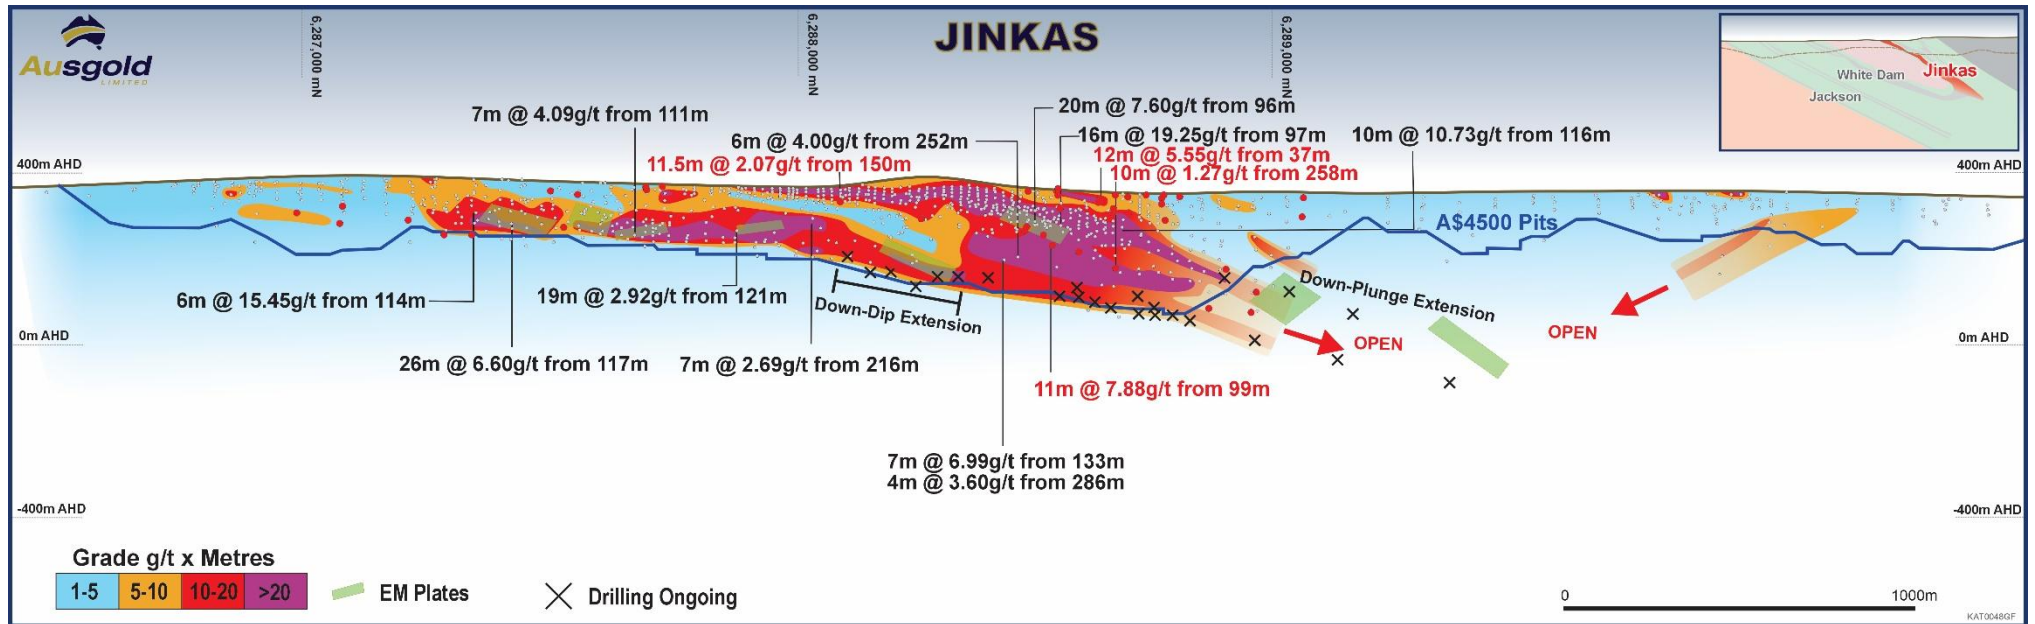 Ausgold
LIMITED
JINKAS
6,287,000 mN
6,288,000 mN
6,289,000 mN
White Dam
Jinkas
Jackson
7m @ 4.09g/t from 111m
6m @ 4.00g/t from 252m
11.5m @ 2.07g/t from 150m
20m @ 7.60g/t from 96m
16m @ 19.25g/t from 97m
12m @ 5.55g/t from 37m
10m @ 1.27g/t from 258m
10m @ 10.73g/t from 116m
400m AHD
400m AHD
A$4500 Pits
6m @ 15.45g/t from 114m
19m @ 2.92g/t from 121m
Down-Dip Extension
Down-Plunge Extension
OPEN
OPEN
0m AHD
0m AHD
26m @ 6.60g/t from 117m
7m @ 2.69g/t from 216m
11m @ 7.88g/t from 99m
7m @ 6.99g/t from 133m
4m @ 3.60g/t from 286m
-400m AHD
-400m AHD
Grade g/t x Metres
1-5 5-10 10-20 >20
EM Plates
Drilling Ongoing
0 1000m
KAT0048GF